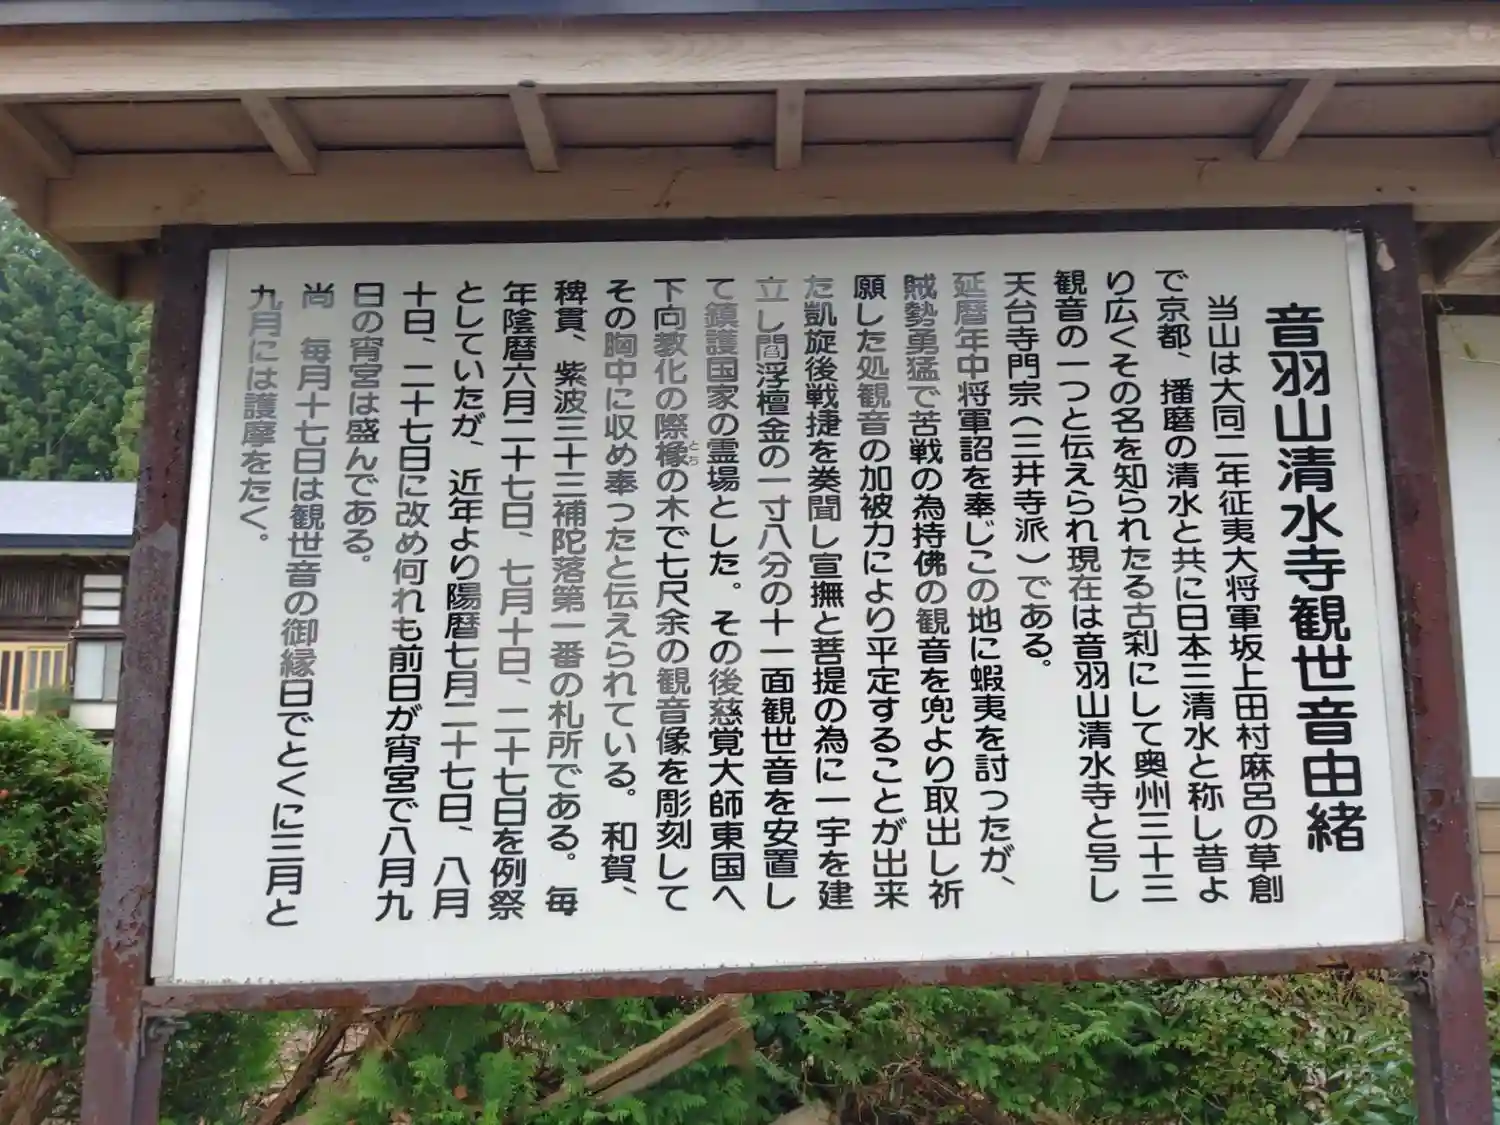 音羽山清水寺観世音由緒
当山は大同二年征夷大将軍坂上田村麻呂の草創
で京都、播磨の清水と共に日本三清水と称し昔よ
り広くその名を知られたる古刹にして奥州三十三
観音の一つと伝えられ現在は音羽山清水寺と号し
天台寺門宗(三井寺派)である。
延暦年中将軍詔を奉じこの地に蝦夷を討ったが、
賊勢勇猛で苦戦の為持佛の観音を兜より取出し祈
願した処観音の加被力により平定することが出来
た凱旋後戦捷を奏聞し宣撫と菩提の為に一宇を建
立し閻浮檀金の一寸八分の十一面観世音を安置し
て鎮護国家の霊場とした。その後慈覚大師東国へ
下向教化の際橡とちの木で七尺余の観音像を彫刻して
その胸中に収め奉ったと伝えられている。和賀、
稗貫、紫波三十三補陀落第一番の札所である。毎
年陰暦六月二十七日、七月十日、二十七日を例祭
としていたが、近年より陽暦七月二十七日、八月
十日、二十七日に改め何れも前日が宵宮で八月九
日の宵宮は盛んである。
尚 毎月十七日は観世音の御縁日でとくに三月と
九月には護摩をたく。